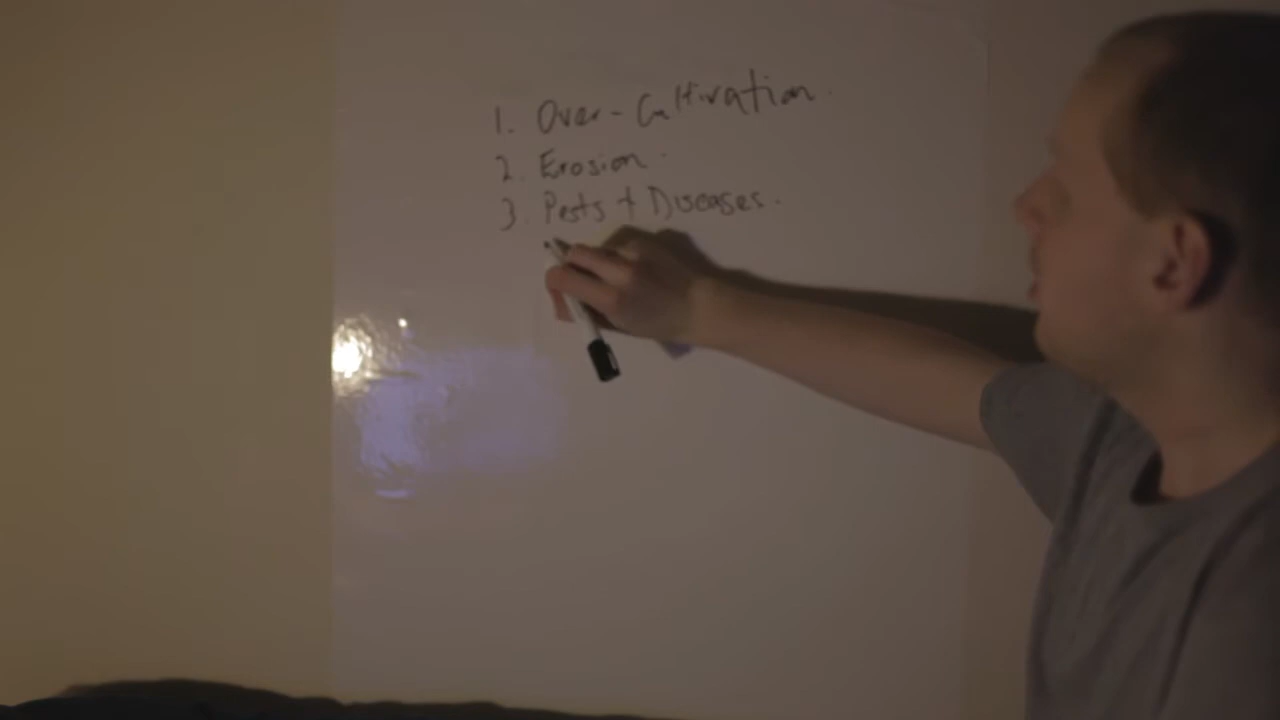 1. Over-Cultivation.
2. Erosion.
3. Pests + Diseases.